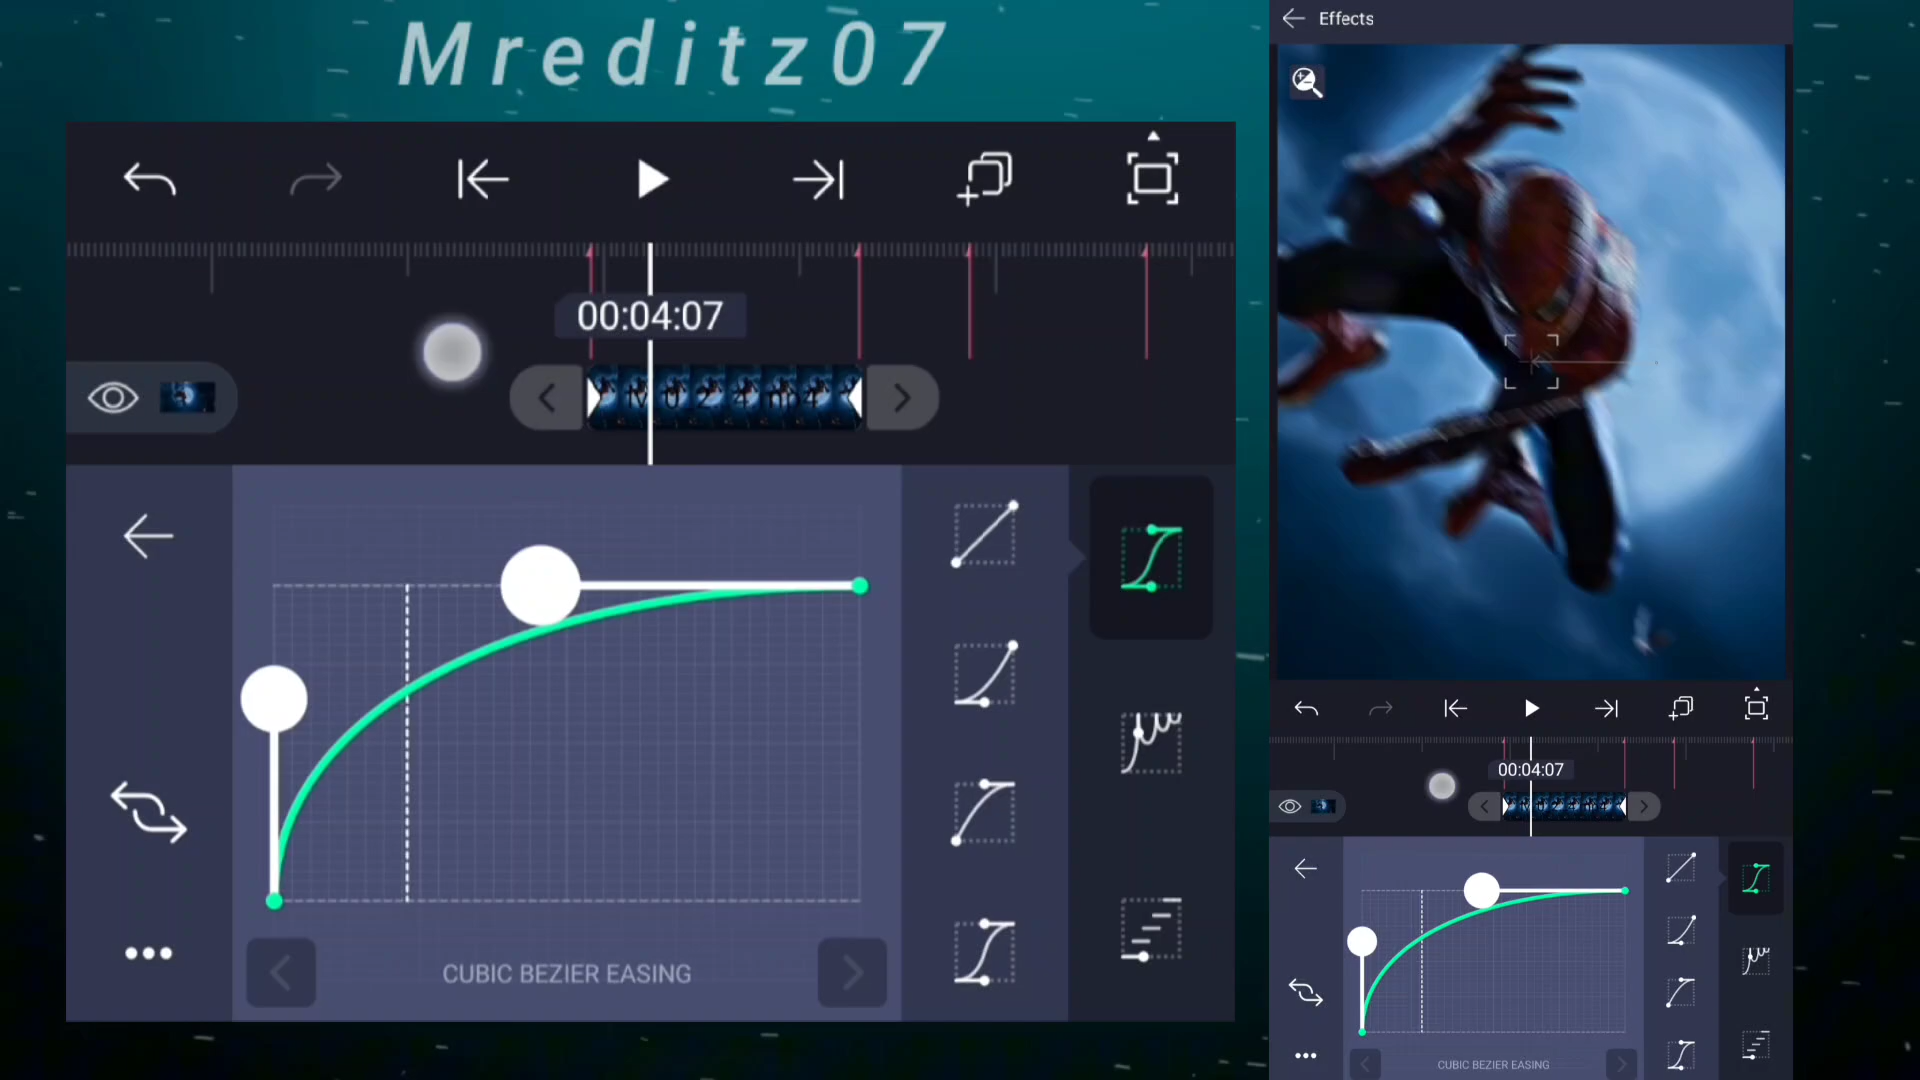 Mreditz07
00:04:07
CUBIC BEZIER EASING
Effects
00:04:07
CUBIC BEZIER EASING